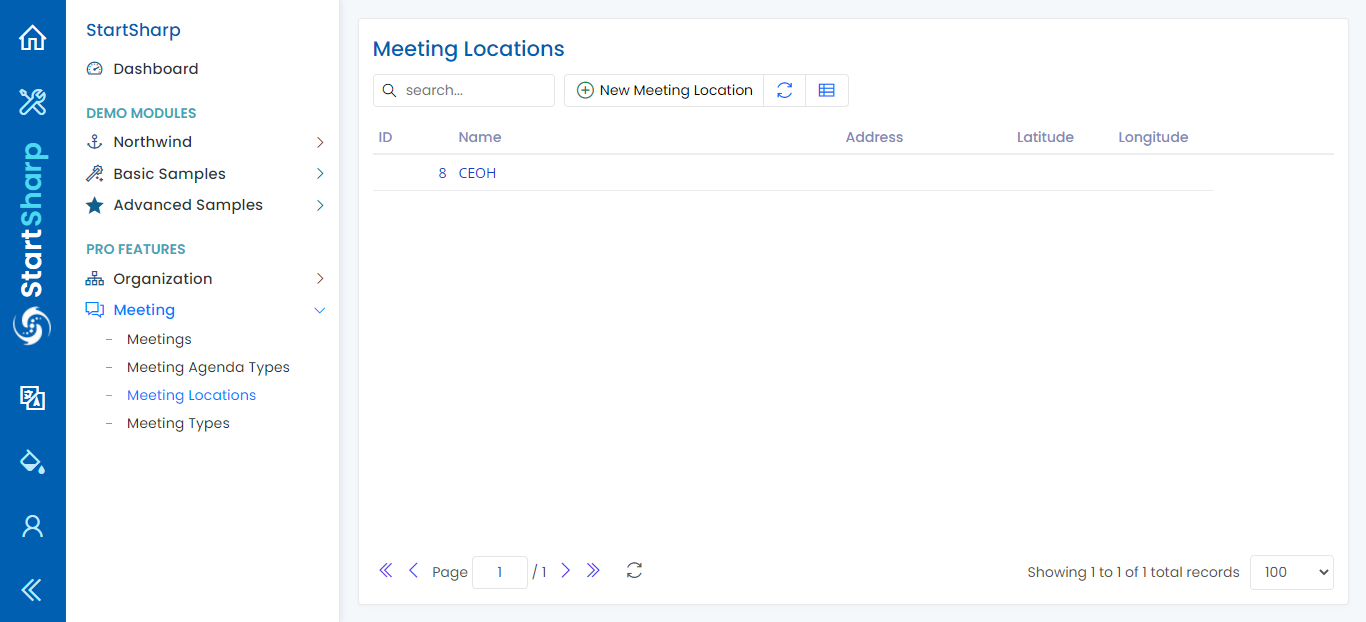 StartSharp
StartSharp
Dashboard
DEMO MODULES
Northwind
Basic Samples
Advanced Samples
PRO FEATURES
Organization
Meeting
- Meetings
- Meeting Agenda Types
- Meeting Locations
- Meeting Types
Meeting Locations
search... New Meeting Location
ID Name Address Latitude Longitude
8 CEOH
Page 1 / 1 Showing 1 to 1 of 1 total records 100